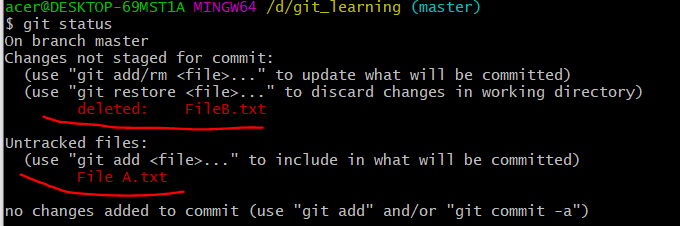 acer@DESKTOP-69MST1A MINGW64 /d/git_learning (master)
$ git status
On branch master
Changes not staged for commit:
  (use "git add/rm <file>..." to update what will be committed)
  (use "git restore <file>..." to discard changes in working directory)
        deleted:    FileB.txt

Untracked files:
  (use "git add <file>..." to include in what will be committed)
        File A.txt

no changes added to commit (use "git add" and/or "git commit -a")